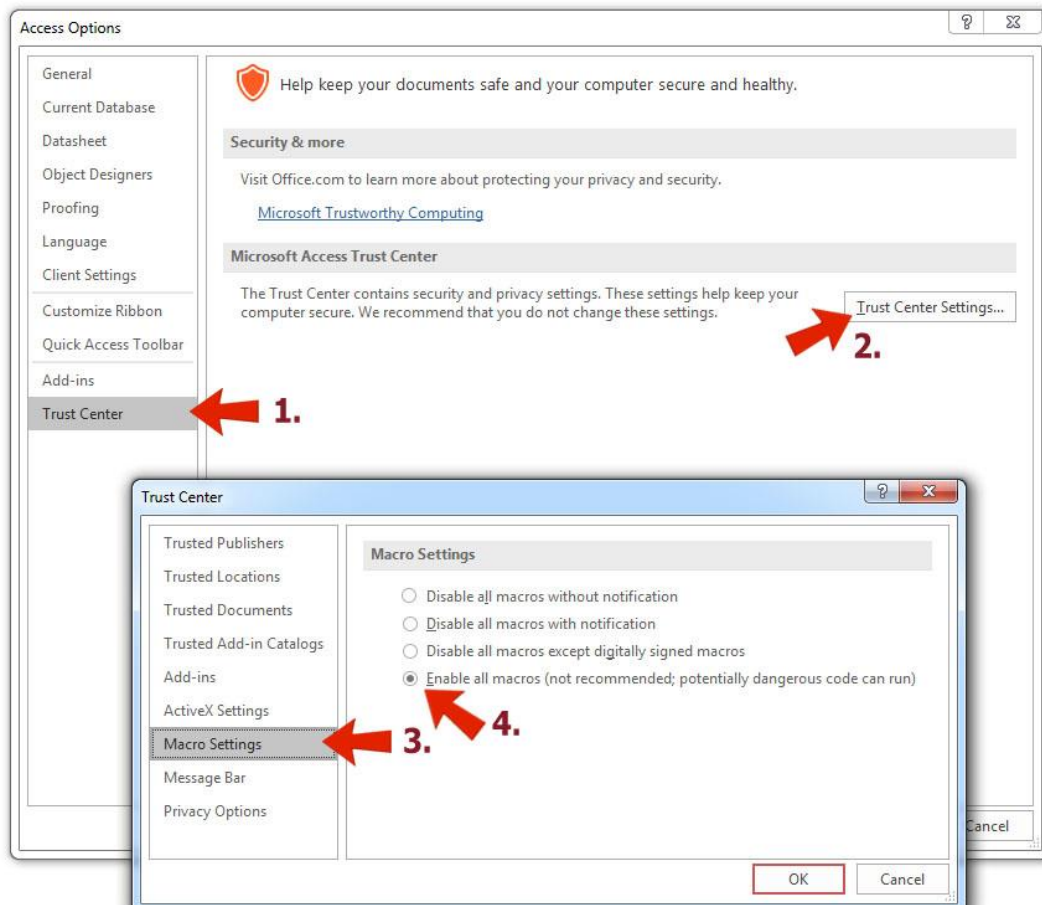 Access Options
General
Current Database
Datasheet
Object Designers
Proofing
Language
Client Settings
Customize Ribbon
Quick Access Toolbar
Add-ins
Trust Center
1.
Help keep your documents safe and your computer secure and healthy.
Security & more
Visit Office.com to learn more about protecting your privacy and security.
Microsoft Trustworthy Computing
Microsoft Access Trust Center
The Trust Center contains security and privacy settings. These settings help keep your
computer secure. We recommend that you do not change these settings.
Trust Center Settings...
2.
Cancel
Trust Center
Trusted Publishers
Trusted Locations
Trusted Documents
Trusted Add-in Catalogs
Add-ins
ActiveX Settings
Macro Settings
Message Bar
Privacy Options
3.
Macro Settings
Disable all macros without notification
Disable all macros with notification
Disable all macros except digitally signed macros
Enable all macros (not recommended; potentially dangerous code can run)
4.
OK
Cancel